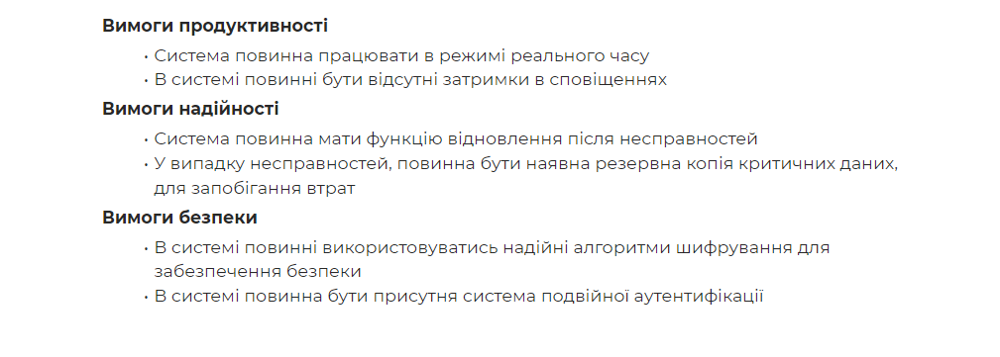 Вимоги продуктивності
• Система повинна працювати в режимі реального часу
• В системі повинні бути відсутні затримки в сповіщеннях
Вимоги надійності
• Система повинна мати функцію відновлення після несправностей
• У випадку несправностей, повинна бути наявна резервна копія критичних даних,
для запобігання втрат
Вимоги безпеки
• В системі повинні використовуватись надійні алгоритми шифрування для
забезпечення безпеки
• В системі повинна бути присутня система подвійної аутентифікації